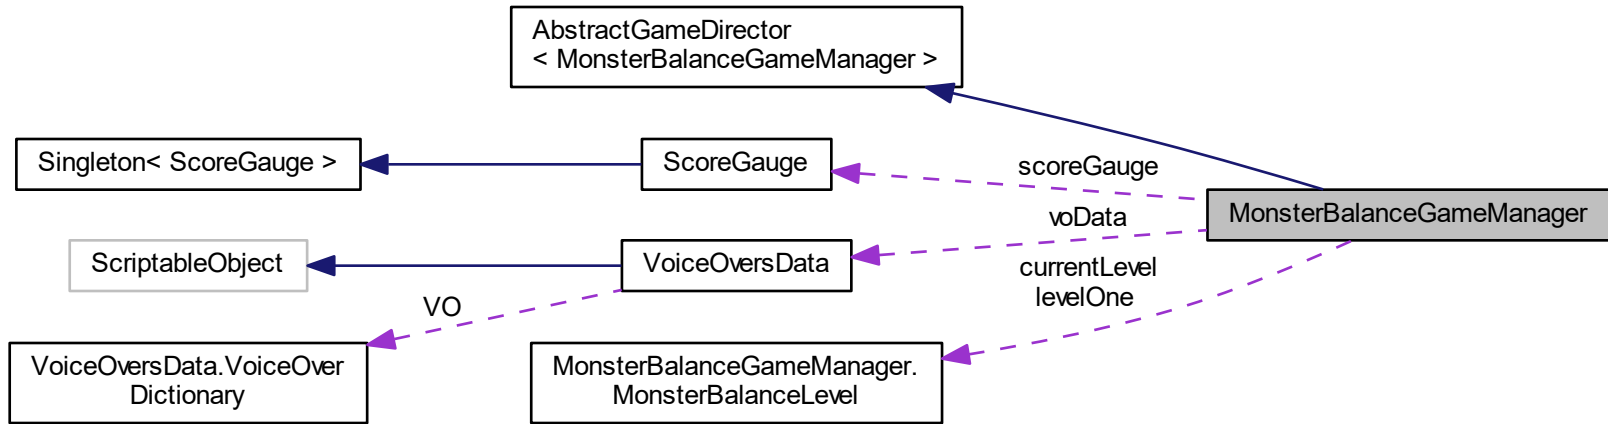 AbstractGameDirector
< MonsterBalanceGameManager >
Singleton< ScoreGauge >
ScoreGauge
scoreGauge
MonsterBalanceGameManager
voData
ScriptableObject
VoiceOversData
currentLevel
levelOne
VO
VoiceOversData.VoiceOver
Dictionary
MonsterBalanceGameManager.
MonsterBalanceLevel